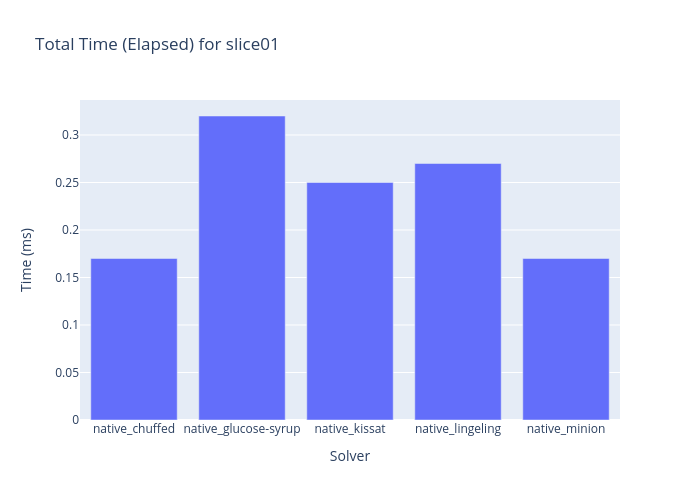 Total Time (Elapsed) for slice01
Time (ms)
0.3
0.25
0.2
0.15
0.1
0.05
0
native_chuffed native_glucose-syrup native_kissat native_lingeling native_minion
Solver